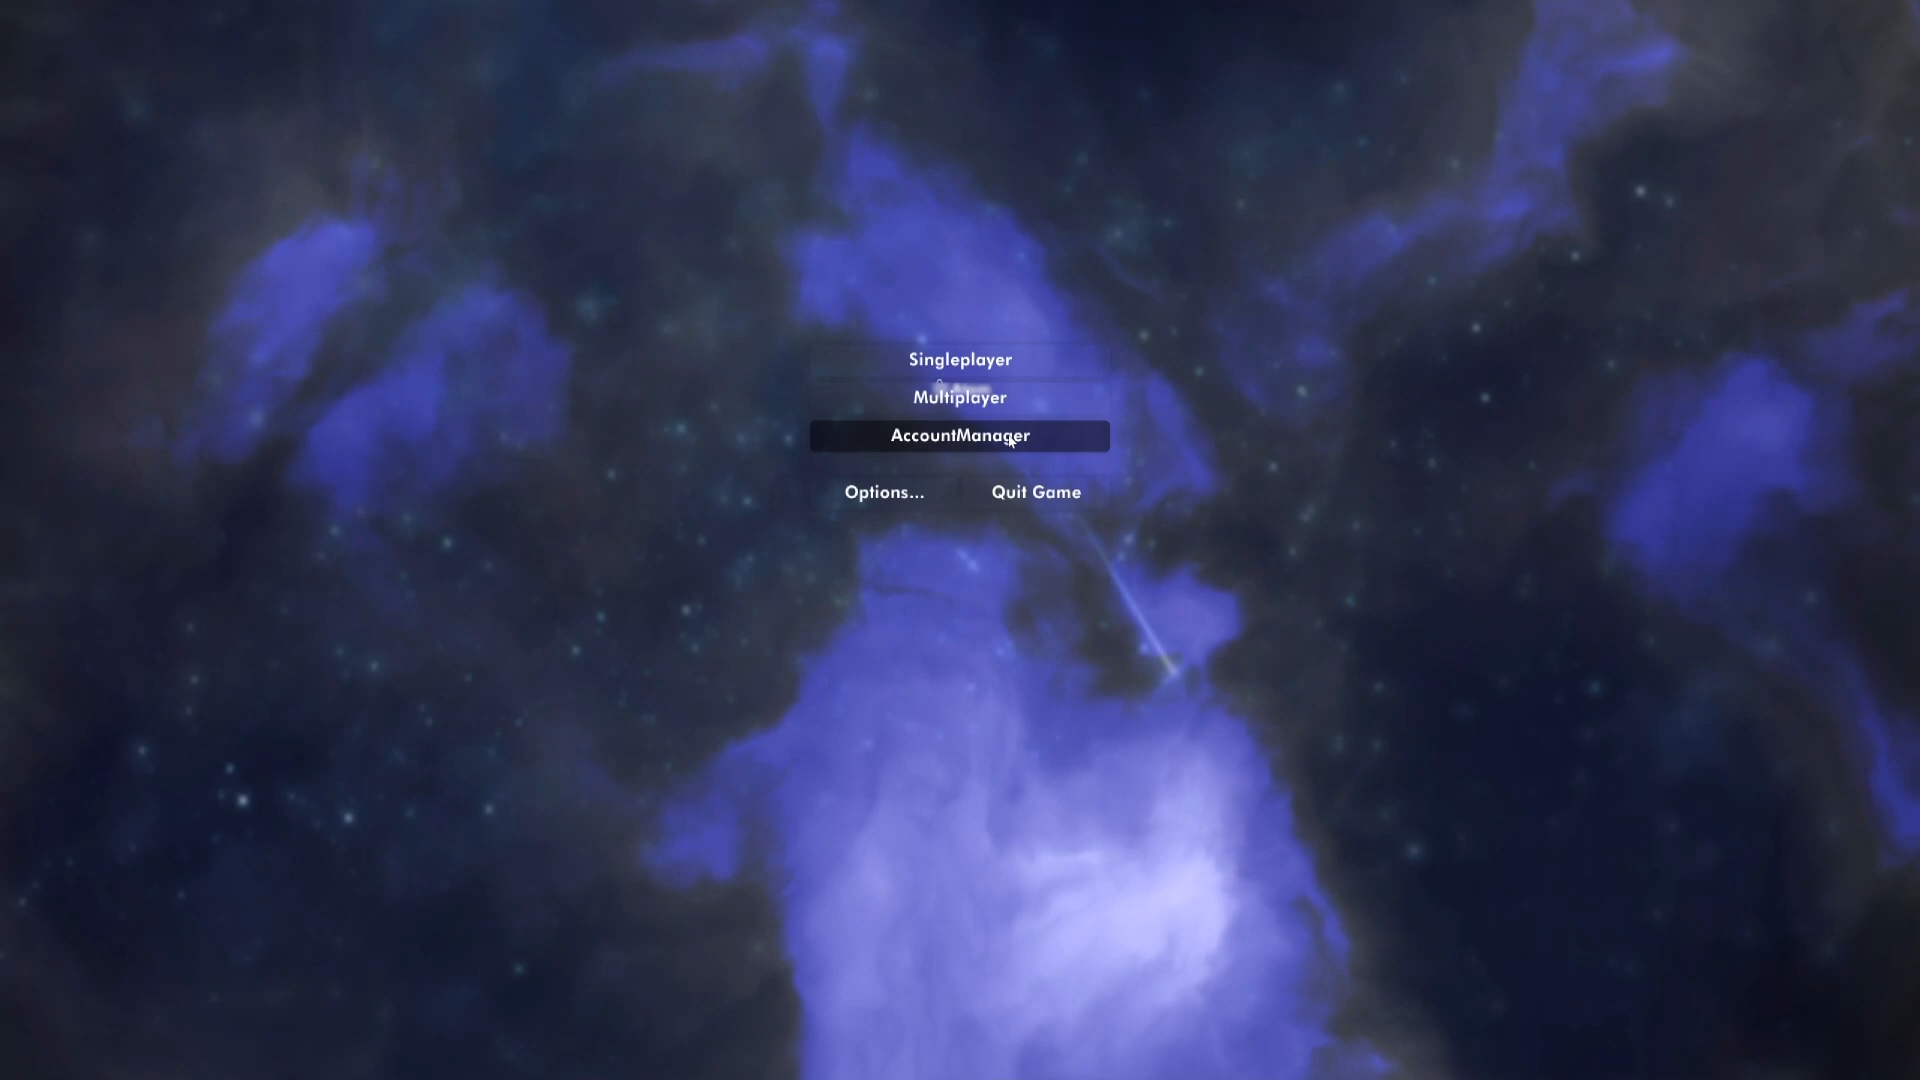 Singleplayer
Multiplayer
AccountManager
Options... Quit Game